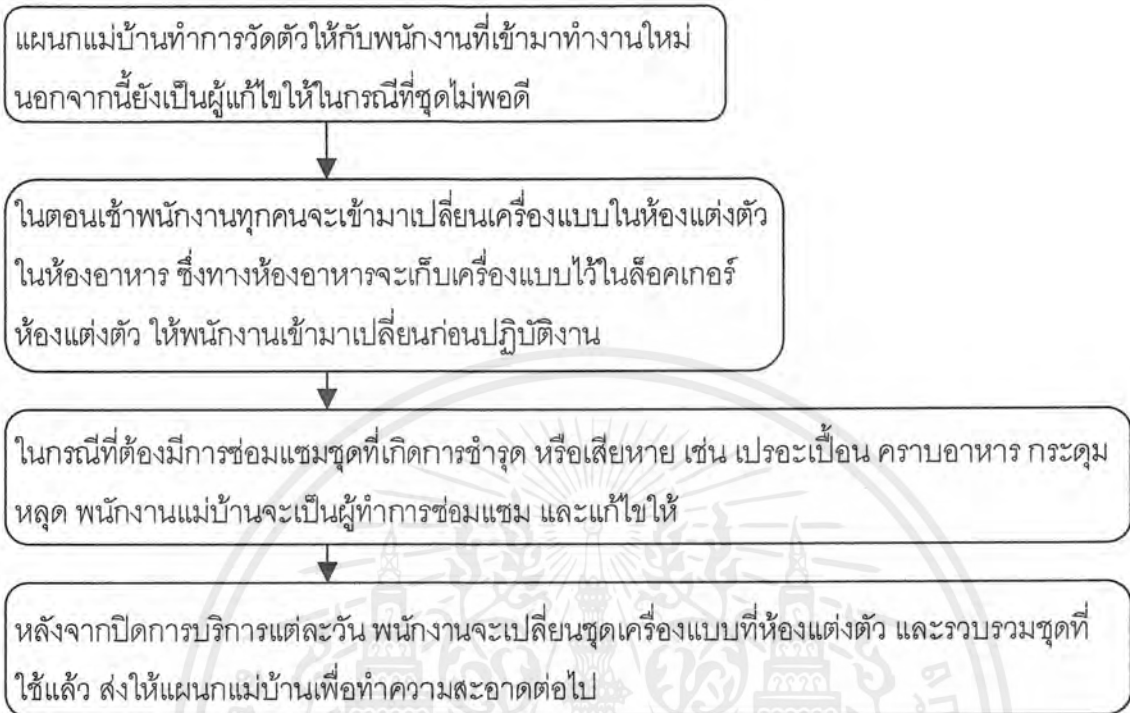 แผนกแม่บ้านทำการวัดตัวให้กับพนักงานที่เข้ามาทำงานใหม่
นอกจากนี้ยังเป็นผู้แก้ไขให้ในกรณีที่ชุดไม่พอดี
ในตอนเช้าพนักงานทุกคนจะเข้ามาเปลี่ยนเครื่องแบบในห้องแต่งตัว
ในห้องอาหาร ซึ่งทางห้องอาหารจะเก็บเครื่องแบบไว้ในล็อคเกอร์
ห้องแต่งตัว ให้พนักงานเข้ามาเปลี่ยนก่อนปฏิบัติงาน
ในกรณีที่ต้องมีการซ่อมแซมชุดที่เกิดการชำรุด หรือเสียหาย เช่น เปรอะเปื้อน คราบอาหาร กระดุม
หลุด พนักงานแม่บ้านจะเป็นผู้ทำการซ่อมแซม และแก้ไขให้
หลังจากปิดการบริการแต่ละวัน พนักงานจะเปลี่ยนชุดเครื่องแบบที่ห้องแต่งตัว และรวบรวมชุดที่
ใช้แล้ว ส่งให้แผนกแม่บ้านเพื่อทำความสะอาดต่อไป